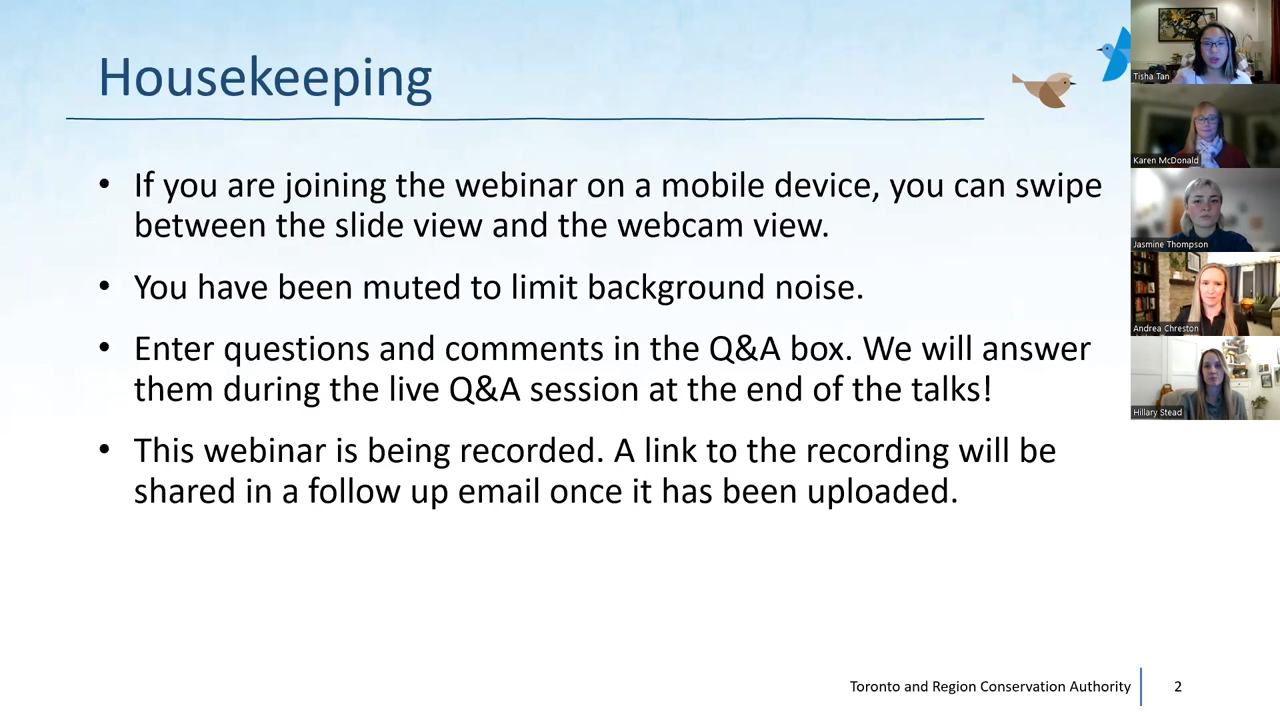 Housekeeping
• If you are joining the webinar on a mobile device, you can swipe
between the slide view and the webcam view.
• You have been muted to limit background noise.
• Enter questions and comments in the Q&A box. We will answer
them during the live Q&A session at the end of the talks!
• This webinar is being recorded. A link to the recording will be
shared in a follow up email once it has been uploaded.
Toronto and Region Conservation Authority
2
Tisha Tan
Karen McDonald
Jasmine Thompson
Andrea Chreston
Hillary Stead